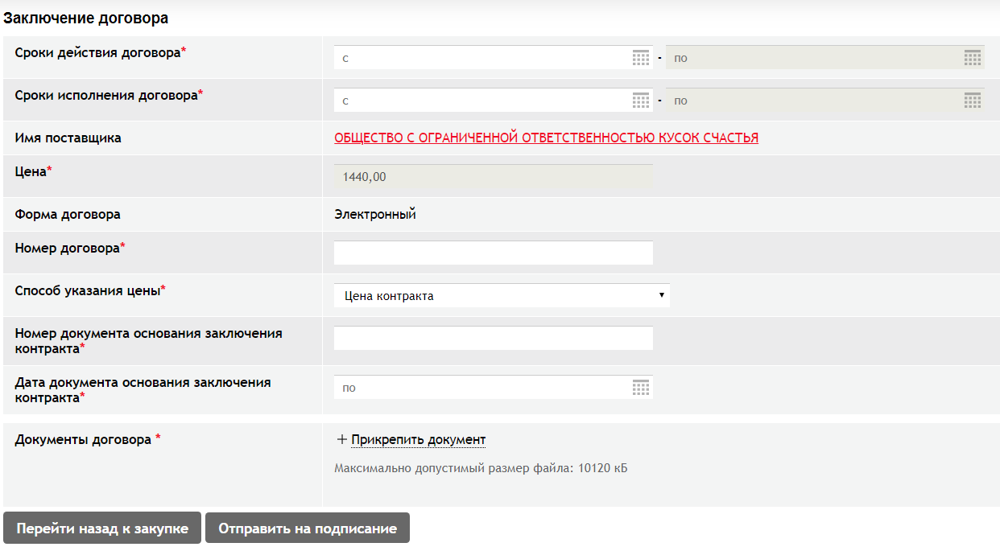 Заключение договора
Сроки действия договора*
с - по
Сроки исполнения договора*
с - по
Имя поставщика
ОБЩЕСТВО С ОГРАНИЧЕННОЙ ОТВЕТСТВЕННОСТЬЮ КУСОК СЧАСТЬЯ
Цена*
1440,00
Форма договора
Электронный
Номер договора*
Способ указания цены*
Цена контракта
Номер документа основания заключения
контракта*
Дата документа основания заключения
контракта*
по
Документы договора *
+ Прикрепить документ
Максимально допустимый размер файла: 10120 кБ
Перейти назад к закупке
Отправить на подписание